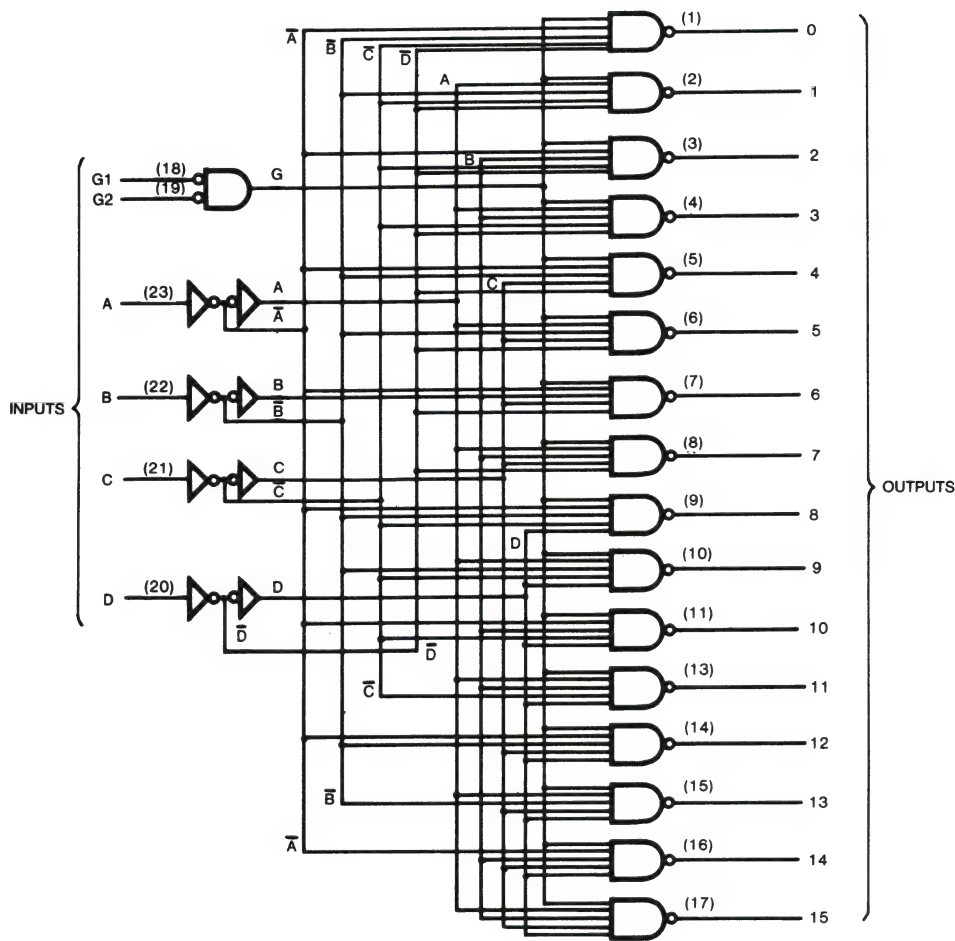 A̅
B̅
C̅
D̅
(1) 0
A
(2) 1
B
(3) 2
G1 (18)
G2 (19)
G
(4) 3
C
(5) 4
A (23) A
A̅
(6) 5
B (22) B
B̅
(7) 6
INPUTS
(8) 7
C (21) C
C̅
OUTPUTS
(9) 8
D
(10) 9
D (20) D
D̅
D̅
(11) 10
C̅
(13) 11
(14) 12
B̅
(15) 13
A̅
(16) 14
(17) 15